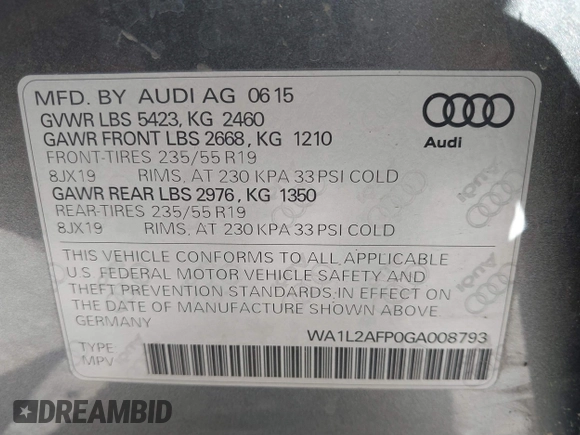 MFD. BY AUDI AG 06 15
GVWR LBS 5423, KG 2460
GAWR FRONT LBS 2668, KG 1210
FRONT-TIRES 235/55 R19
8JX19 RIMS, AT 230 KPA 33 PSI COLD
GAWR REAR LBS 2976, KG 1350
REAR-TIRES 235/55 R19
8JX19 RIMS, AT 230 KPA 33 PSI COLD
THIS VEHICLE CONFORMS TO ALL APPLICABLE
U.S. FEDERAL MOTOR VEHICLE SAFETY AND
THEFT PREVENTION STANDARDS IN EFFECT ON
THE DATE OF MANUFACTURE SHOWN ABOVE
GERMANY
WA1L2AFP0GA008793
TYPE
MPV
Audi
Audi
Audi
DREAMBID